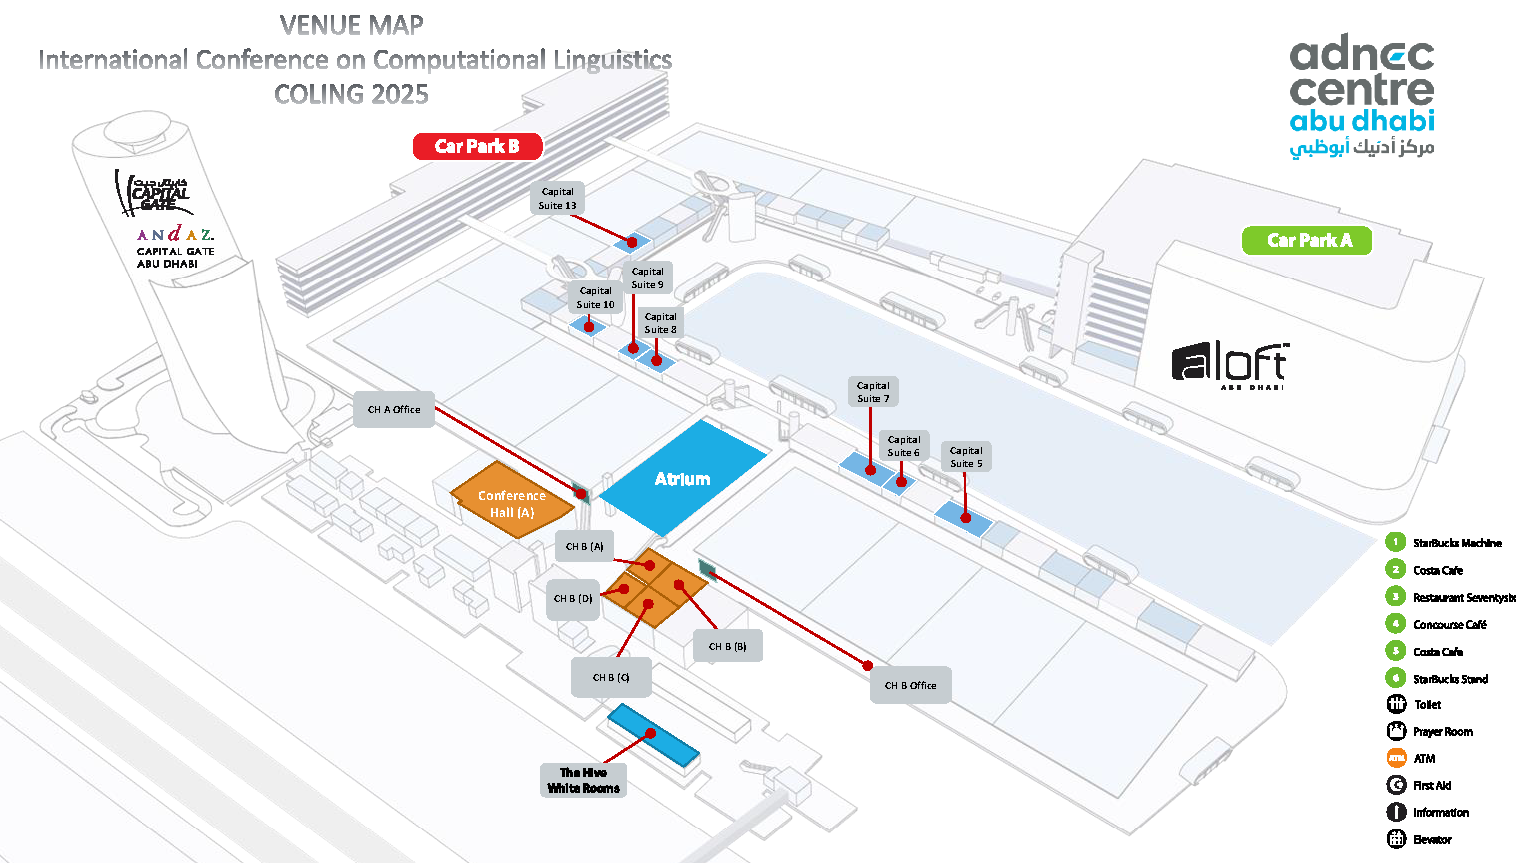 VENUE MAP
International Conference on Computational Linguistics
COLING 2025
adnec
centre
abu dhabi
مركز أدنيك أبوظبي
Car Park B
Car Park A
كابيتال جيت
CAPITAL
GATE
ANdAZ.
CAPITAL GATE
ABU DHABI
Capital
Suite 13
Capital
Suite 9
Capital
Suite 10
Capital
Suite 8
aloft™
ABU DHABI
Capital
Suite 7
CH A Office
Capital
Suite 6
Capital
Suite 5
Atrium
Conference
Hall (A)
CH B (A)
CH B (D)
CH B (B)
CH B (C)
CH B Office
The Hive
White Rooms
1 StarBucks Machine
2 Costa Cafe
3 Restaurant Seventysix
4 Concourse Café
5 Costa Cafe
6 StarBucks Stand
Toilet
Prayer Room
ATM ATM
First Aid
Information
Elevator